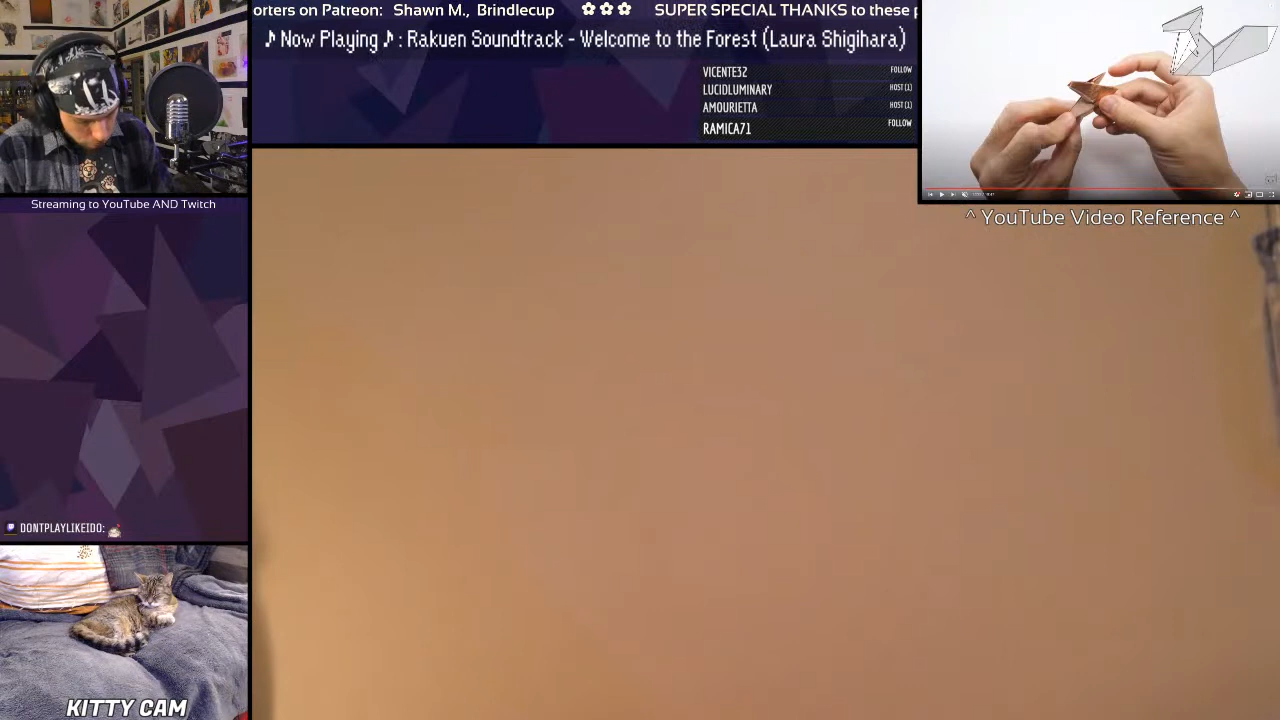 orters on Patreon: Shawn M., Brindlecup ✿ ✿ ✿ SUPER SPECIAL THANKS to these p
♪ Now Playing ♪ : Rakuen Soundtrack - Welcome to the Forest (Laura Shigihara)
VICENTE32 FOLLOW
LUCIDLUMINARY HOST (1)
AMOURIETTA HOST (1)
RAMICA71 FOLLOW
Streaming to YouTube AND Twitch
^ YouTube Video Reference ^
DONTPLAYLIKEIDO:
KITTY CAM